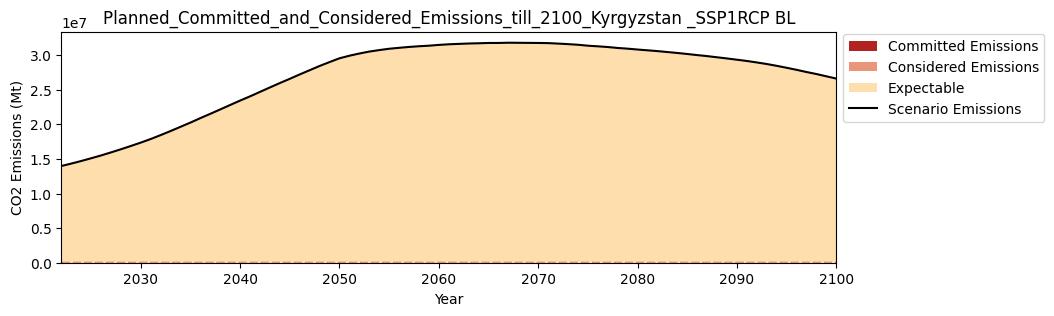 Planned_Committed_and_Considered_Emissions_till_2100_Kyrgyzstan _SSP1RCP BL
1e7
Committed Emissions
Considered Emissions
Expectable
Scenario Emissions
CO2 Emissions (Mt)
3.0
2.5
2.0
1.5
1.0
0.5
0.0
2030 2040 2050 2060 2070 2080 2090 2100
Year